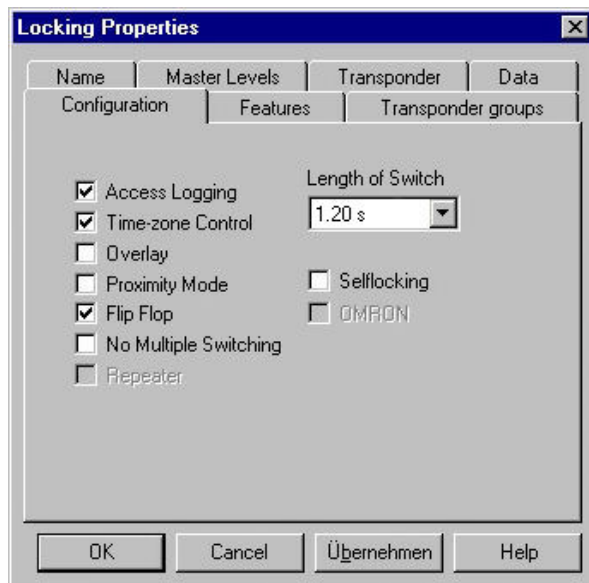 Locking Properties
Name Master Levels Transponder Data
Configuration Features Transponder groups
Access Logging
Time-zone Control
Overlay
Proximity Mode
Flip Flop
No Multiple Switching
Repeater
Length of Switch
1.20 s
Selflocking
OMRON
OK Cancel Übernehmen Help